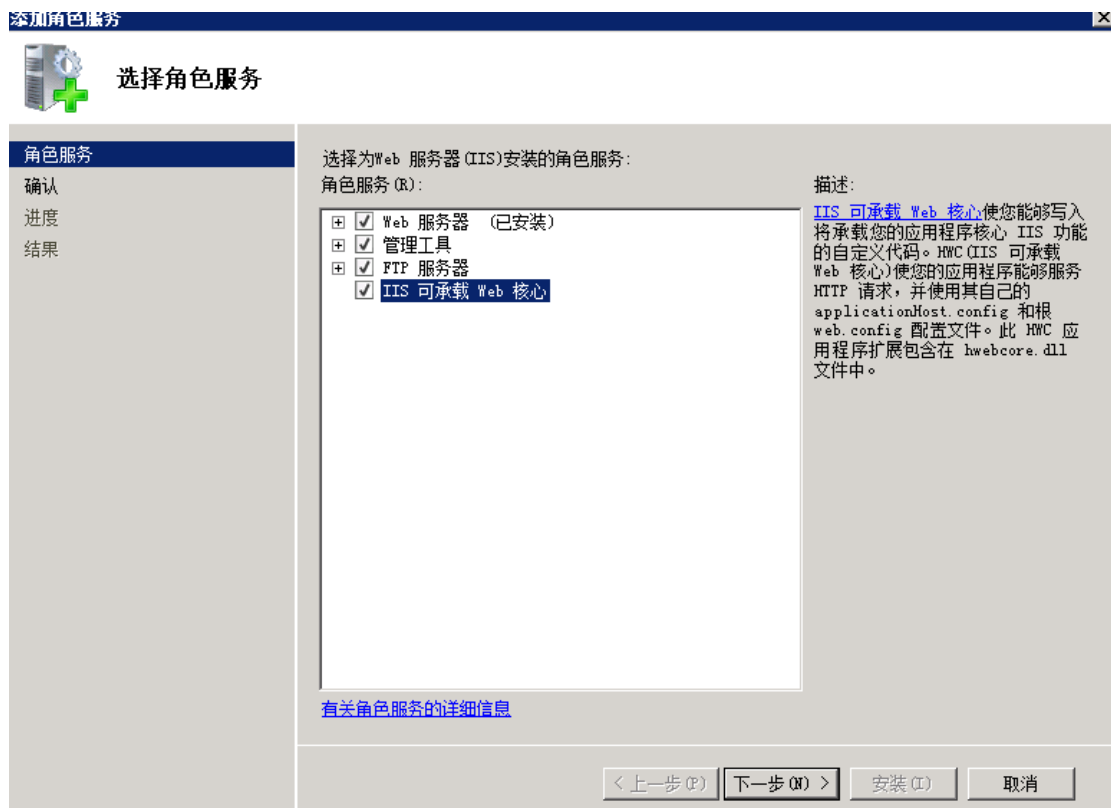 添加角色服务
选择角色服务
角色服务
确认
进度
结果
选择为Web 服务器(IIS)安装的角色服务:
角色服务(R):
Web 服务器 (已安装)
管理工具
FTP 服务器
IIS 可承载 Web 核心
有关角色服务的详细信息
描述:
IIS 可承载 Web 核心使您能够写入
将承载您的应用程序核心 IIS 功能
的自定义代码。HWC(IIS 可承载
Web 核心)使您的应用程序能够服务
HTTP 请求，并使用其自己的
applicationHost.config 和根
web.config 配置文件。此 HWC 应
用程序扩展包含在 hwebcore.dll
文件中。
< 上一步(P)
下一步(N) >
安装(I)
取消